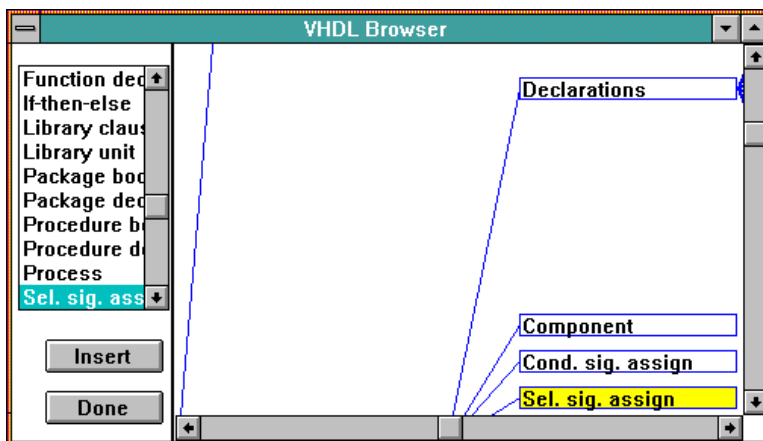 VHDL Browser
Function dec
If-then-else
Library claus
Library unit
Package bod
Package dec
Procedure b
Procedure d
Process
Sel. sig. ass
Insert
Done
Declarations
Component
Cond. sig. assign
Sel. sig. assign